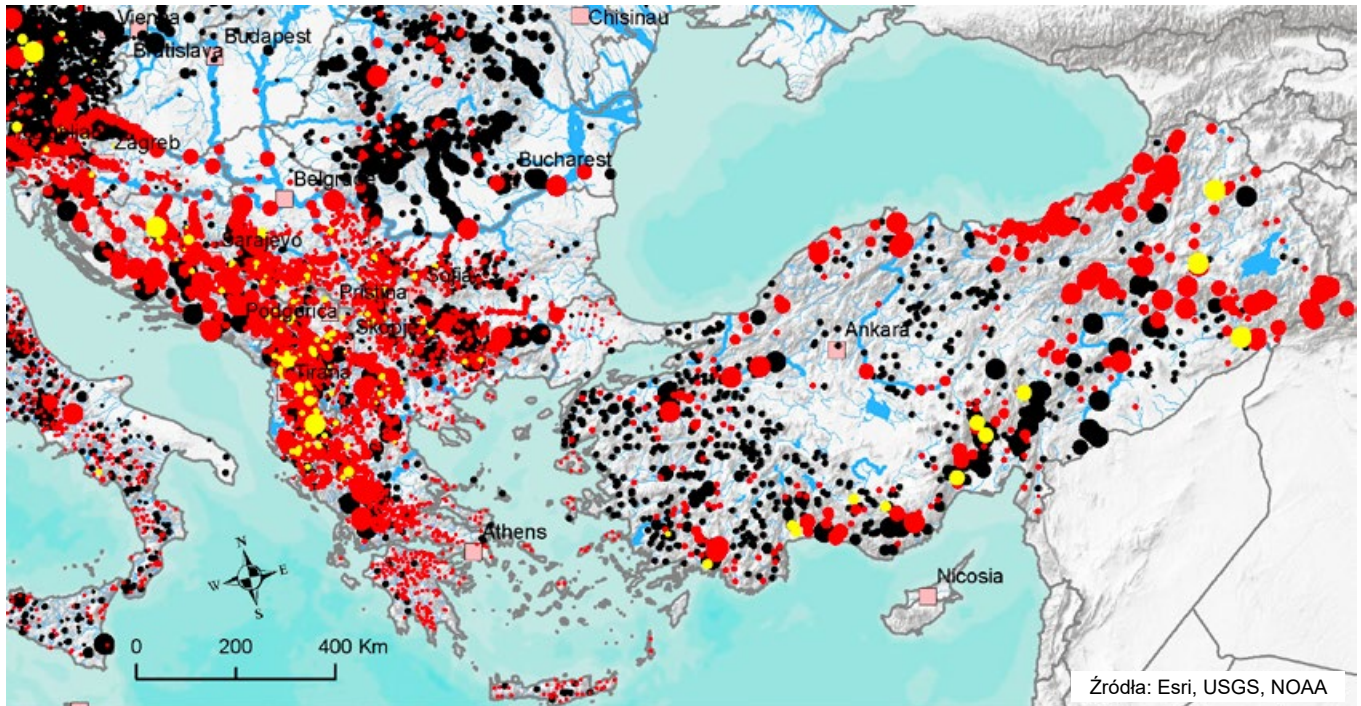 Vienna
Chisinau
Budapest
Bratislava
Zagreb
Bucharest
Belgrade
Sarajevo
Sofia
Pristina
Podgorica
Skopje
Ankara
Tirana
Athens
Nicosia
N
W E
S
0 200 400 Km
Źródła: Esri, USGS, NOAA